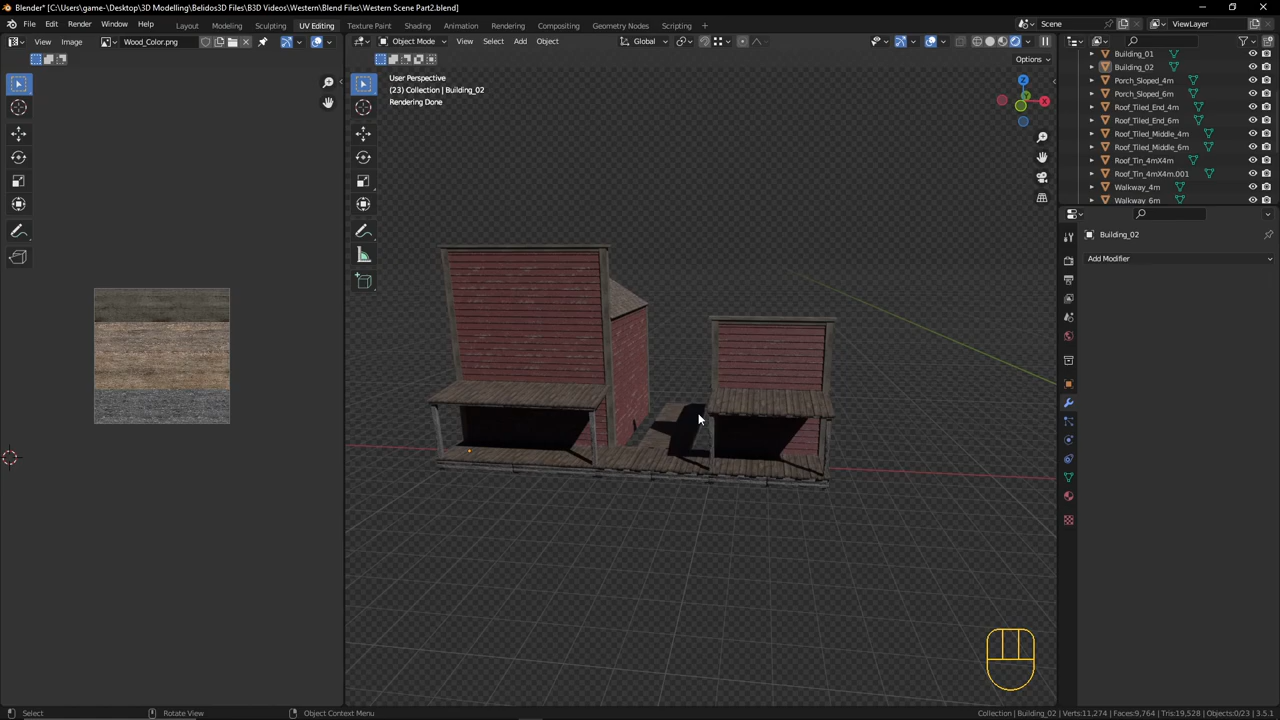 Blender* [C:\Users\game-\Desktop\3D Modelling\Belidos3D Files\B3D Videos\Western\Blend Files\Western Scene Part2.blend]
File Edit Render Window Help Layout Modeling Sculpting UV Editing Texture Paint Shading Animation Rendering Compositing Geometry Nodes Scripting + Scene ViewLayer
View Image Wood_Color.png Object Mode View Select Add Object Global
Options
User Perspective
(23) Collection | Building_02
Rendering Done
Z
Y
X
Building_01
Building_02
Porch_Sloped_4m
Porch_Sloped_6m
Roof_Tiled_End_4m
Roof_Tiled_End_6m
Roof_Tiled_Middle_4m
Roof_Tiled_Middle_6m
Roof_Tin_4mX4m
Roof_Tin_4mX4m.001
Walkway_4m
Walkway_6m
Building_02
Add Modifier
Select Rotate View Object Context Menu Collection | Building_02 | Verts:11,274 | Faces:9,764 | Tris:19,528 | Objects:0/23 | 3.5.1